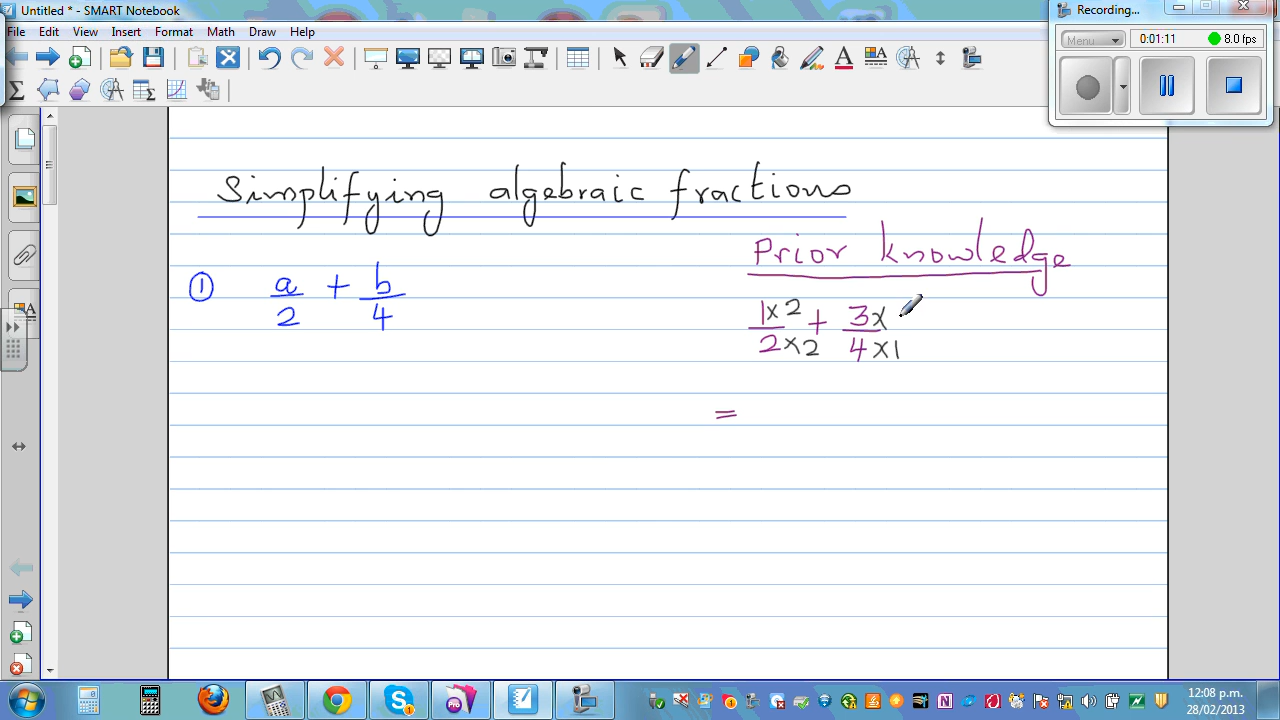 Untitled * - SMART Notebook
Recording...
File Edit View Insert Format Math Draw Help
Menu 0:01:11 8.0 fps
Simplifying algebraic fractions
Prior knowledge
① a/2 + b/4
1×2/2×2 + 3×/4×1
=
12:08 p.m.
28/02/2013